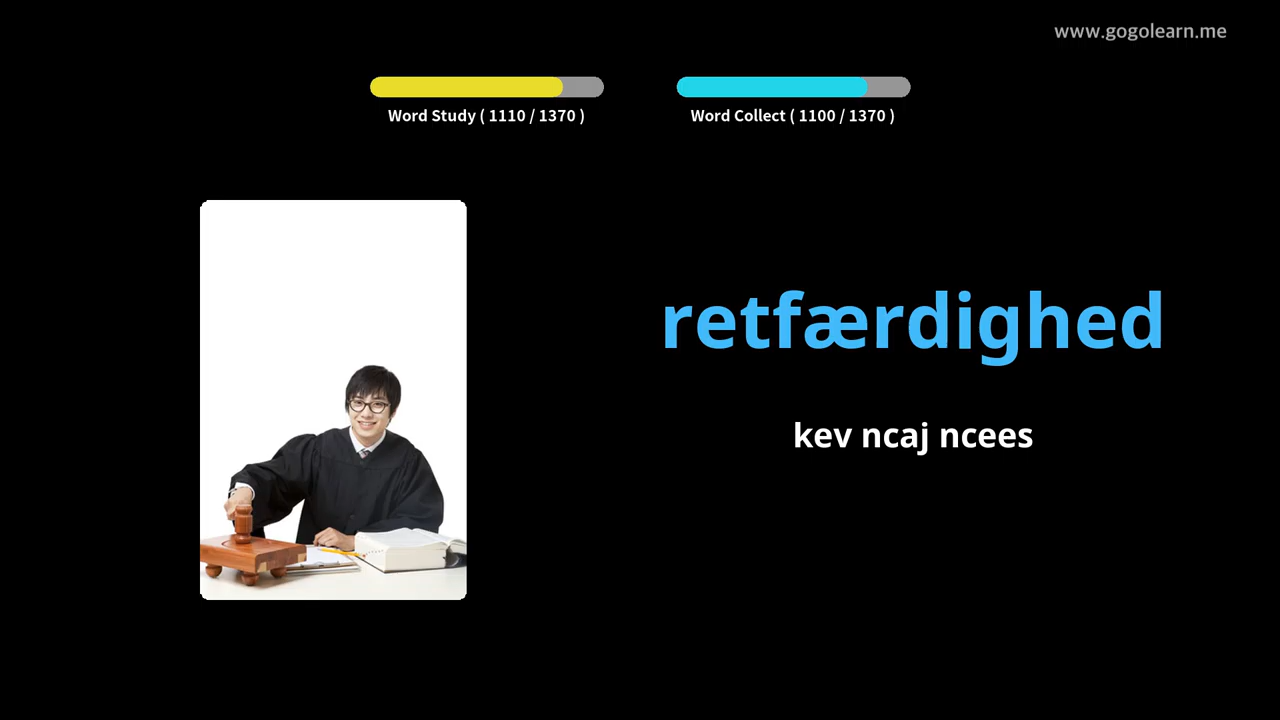 www.gogolearn.me
Word Study ( 1110 / 1370 )
Word Collect ( 1100 / 1370 )
retfærdighed
kev ncaj ncees